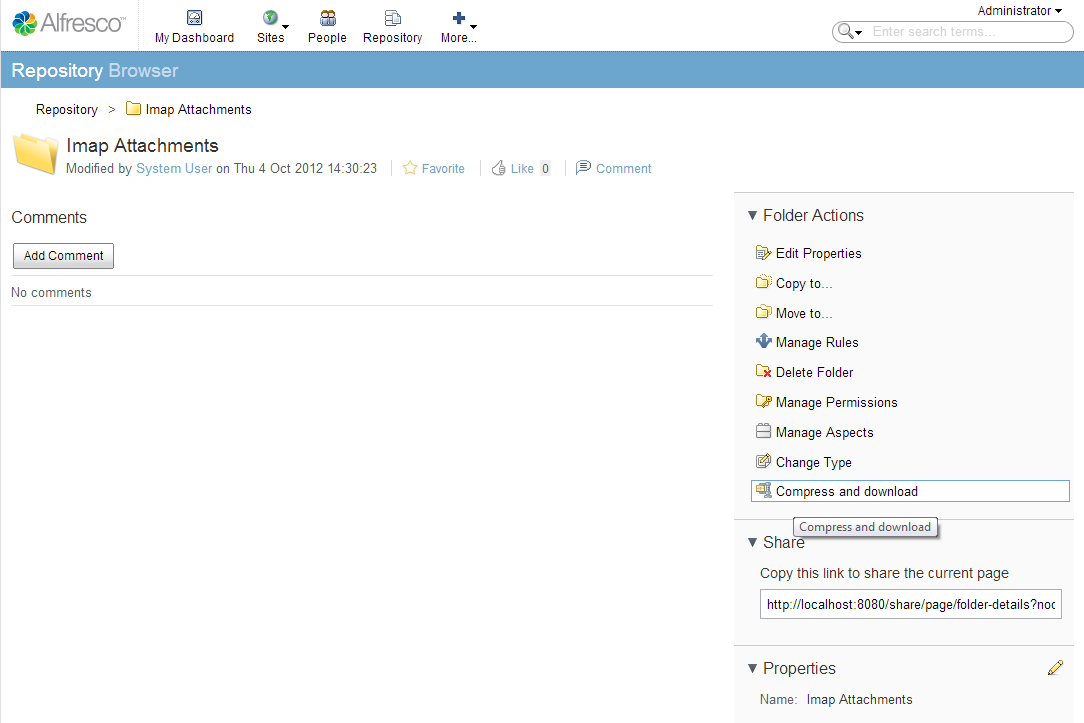 Alfresco™
My Dashboard
Sites
People
Repository
More...
Administrator
Enter search terms...
Repository Browser
Repository > Imap Attachments
Imap Attachments
Modified by System User on Thu 4 Oct 2012 14:30:23 Favorite Like 0 Comment
Comments
Add Comment
No comments
Folder Actions
Edit Properties
Copy to...
Move to...
Manage Rules
Delete Folder
Manage Permissions
Manage Aspects
Change Type
Compress and download
Compress and download
Share
Copy this link to share the current page
http://localhost:8080/share/page/folder-details?noc
Properties
Name: Imap Attachments